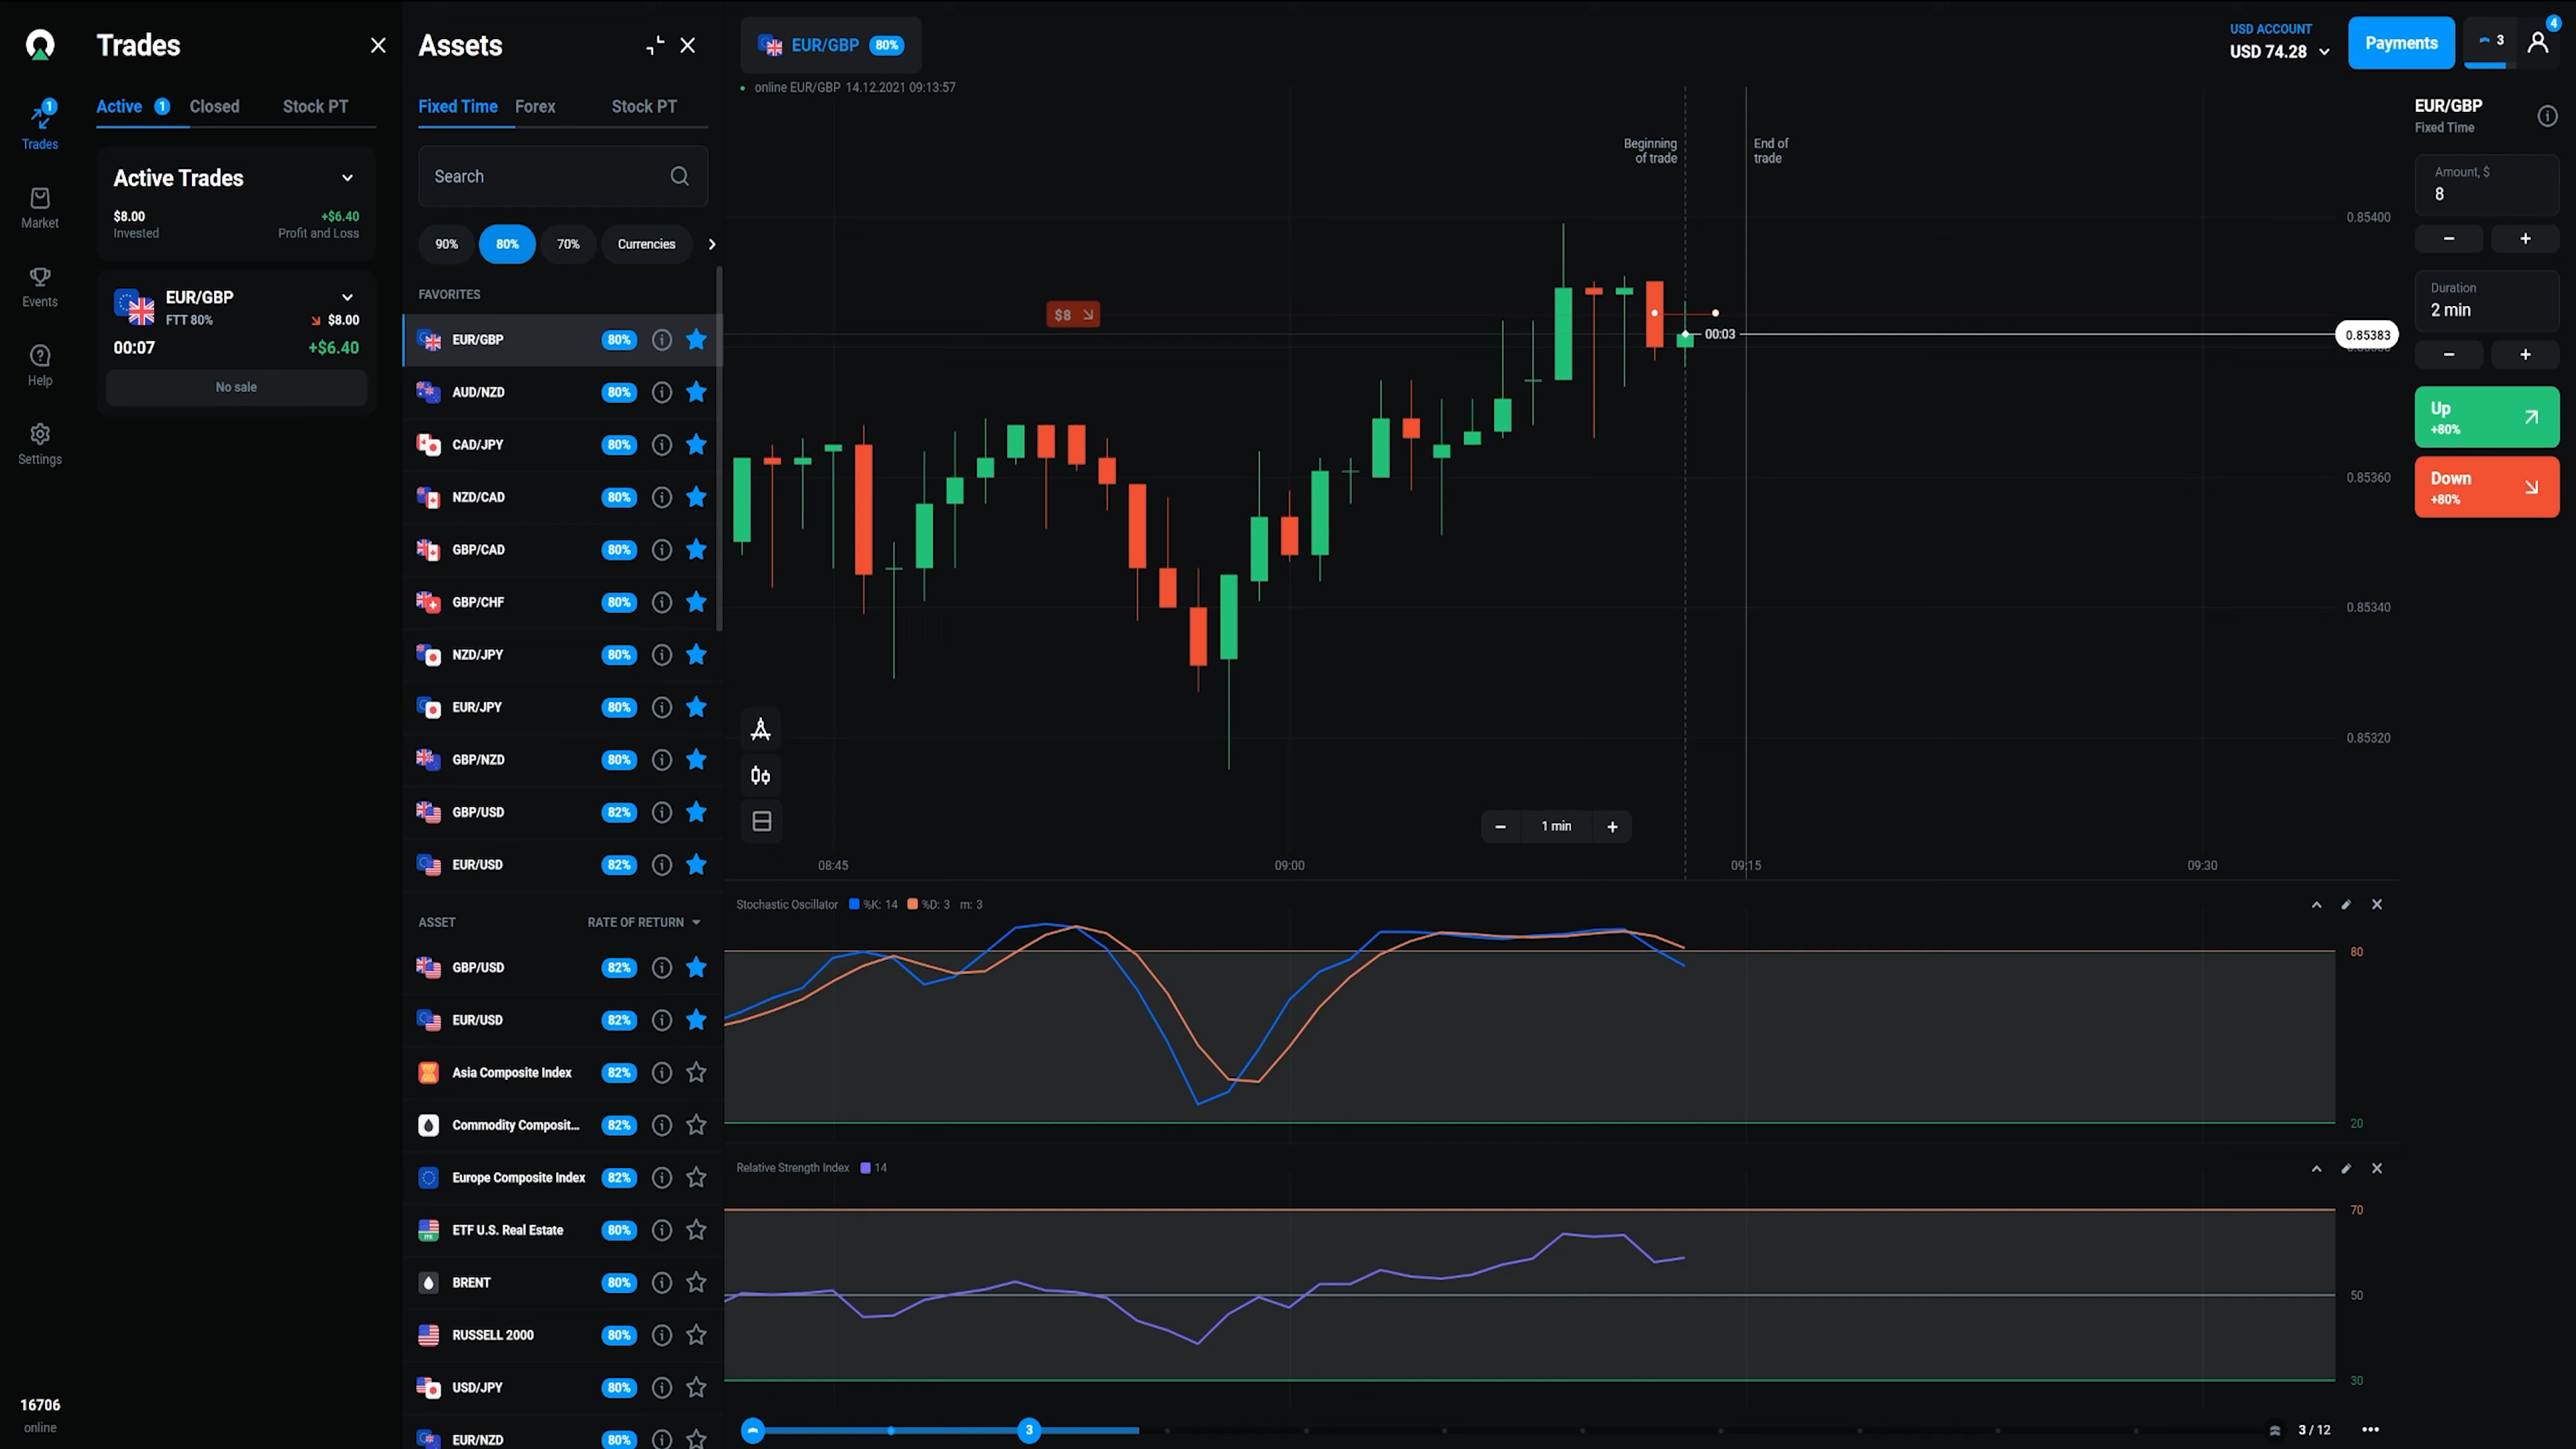 Trades
1
Trades
Market
Events
Help
Settings
16706
online
Active 1 Closed Stock PT
Active Trades
$8.00 +$6.40
Invested Profit and Loss
EUR/GBP
FTT 80% $8.00
00:07 +$6.40
No sale
Assets
Fixed Time Forex Stock PT
Search
90% 80% 70% Currencies
FAVORITES
EUR/GBP 80%
AUD/NZD 80%
CAD/JPY 80%
NZD/CAD 80%
GBP/CAD 80%
GBP/CHF 80%
NZD/JPY 80%
EUR/JPY 80%
GBP/NZD 80%
GBP/USD 82%
EUR/USD 82%
ASSET RATE OF RETURN
GBP/USD 82%
EUR/USD 82%
Asia Composite Index 82%
Commodity Composit... 82%
Europe Composite Index 82%
ETF U.S. Real Estate 80%
BRENT 80%
RUSSELL 2000 80%
USD/JPY 80%
EUR/NZD 80%
EUR/GBP 80%
online EUR/GBP 14.12.2021 09:13:57
Beginning
of trade
End of
trade
$8
00:03
0.85400
0.85383
0.85360
0.85340
0.85320
1 min
08:45 09:00 09:15 09:30
Stochastic Oscillator %K: 14 %D: 3 m: 3
80
20
Relative Strength Index 14
70
50
30
3
3 / 12
USD ACCOUNT
USD 74.28
Payments
3
4
EUR/GBP
Fixed Time
Amount, $
8
Duration
2 min
Up
+80%
Down
+80%